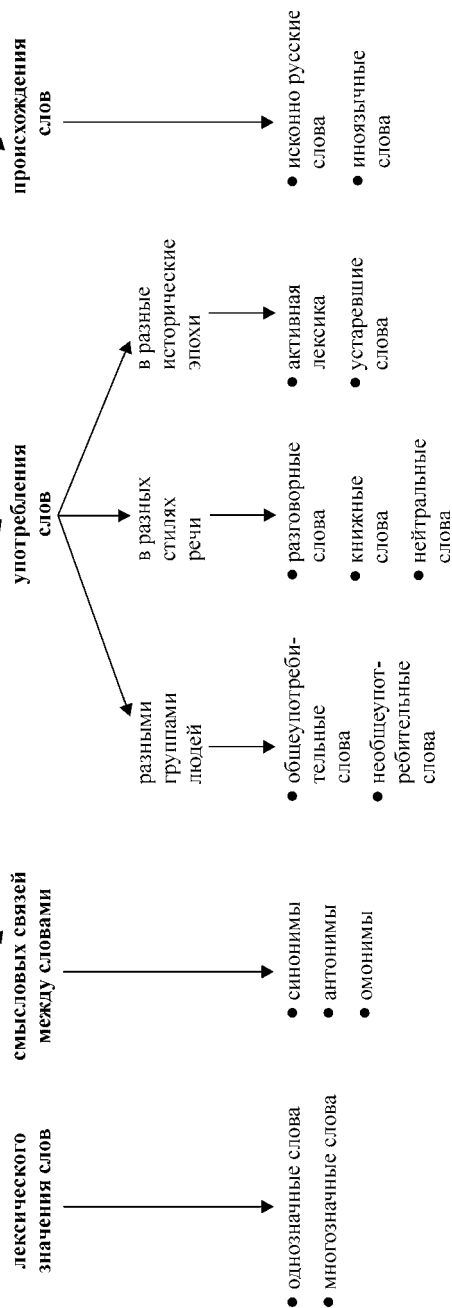 лексического
значения слов
● однозначные слова
● многозначные слова
смысловых связей
между словами
● синонимы
● антонимы
● омонимы
употребления
слов
разными
группами
людей
● общеупотреби-
тельные
слова
● необщеупот-
ребительные
слова
в разных
стилях
речи
● разговорные
слова
● книжные
слова
● нейтральные
слова
в разные
исторические
эпохи
● активная
лексика
● устаревшие
слова
происхождения
слов
● исконно русские
слова
● иноязычные
слова